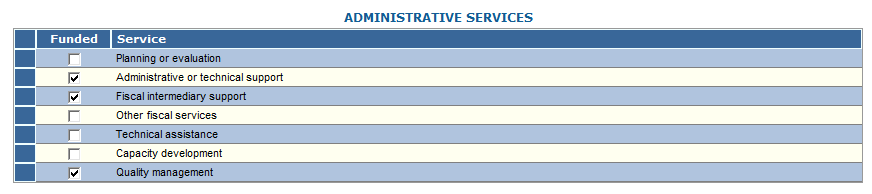 ADMINISTRATIVE SERVICES
Funded Service
Planning or evaluation
Administrative or technical support
Fiscal intermediary support
Other fiscal services
Technical assistance
Capacity development
Quality management